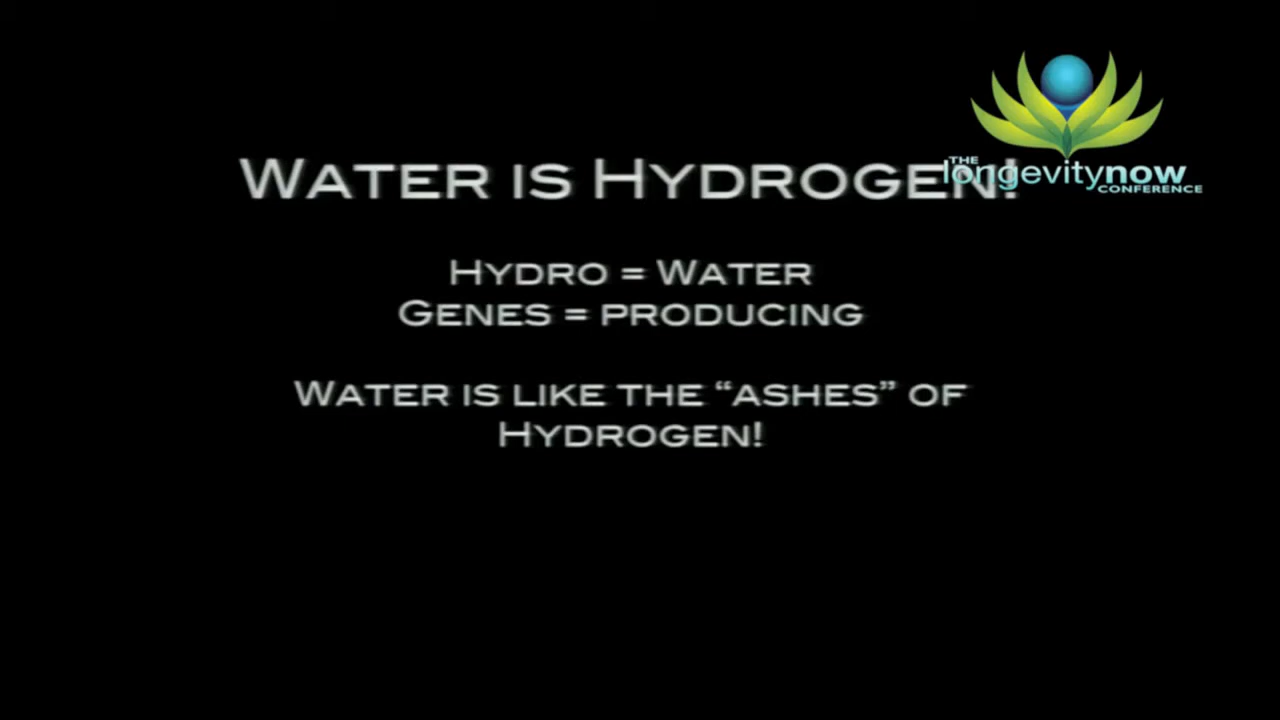 WATER IS HYDROGEN!
THE
longevitynow
CONFERENCE
HYDRO = WATER
GENES = PRODUCING
WATER IS LIKE THE “ASHES” OF
HYDROGEN!